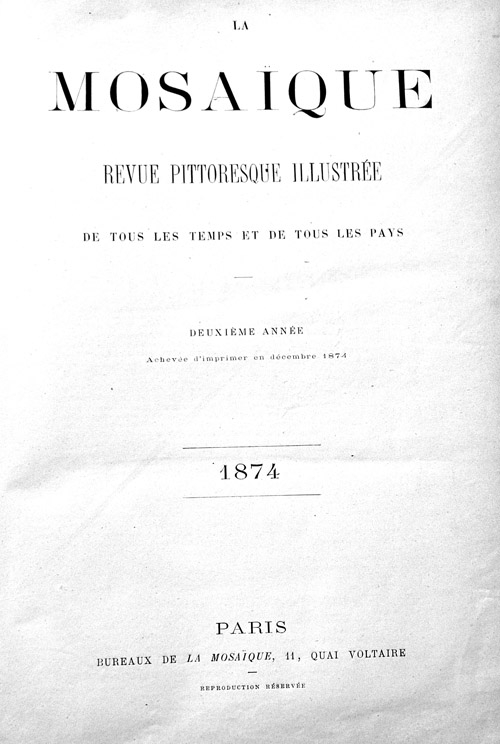 LA
MOSAÏQUE
REVUE PITTORESQUE ILLUSTRÉE
DE TOUS LES TEMPS ET DE TOUS LES PAYS
DEUXIÈME ANNÉE
Achevée d'imprimer en décembre 1874
1874
PARIS
BUREAUX DE LA MOSAÏQUE, 11, QUAI VOLTAIRE
REPRODUCTION RÉSERVÉE